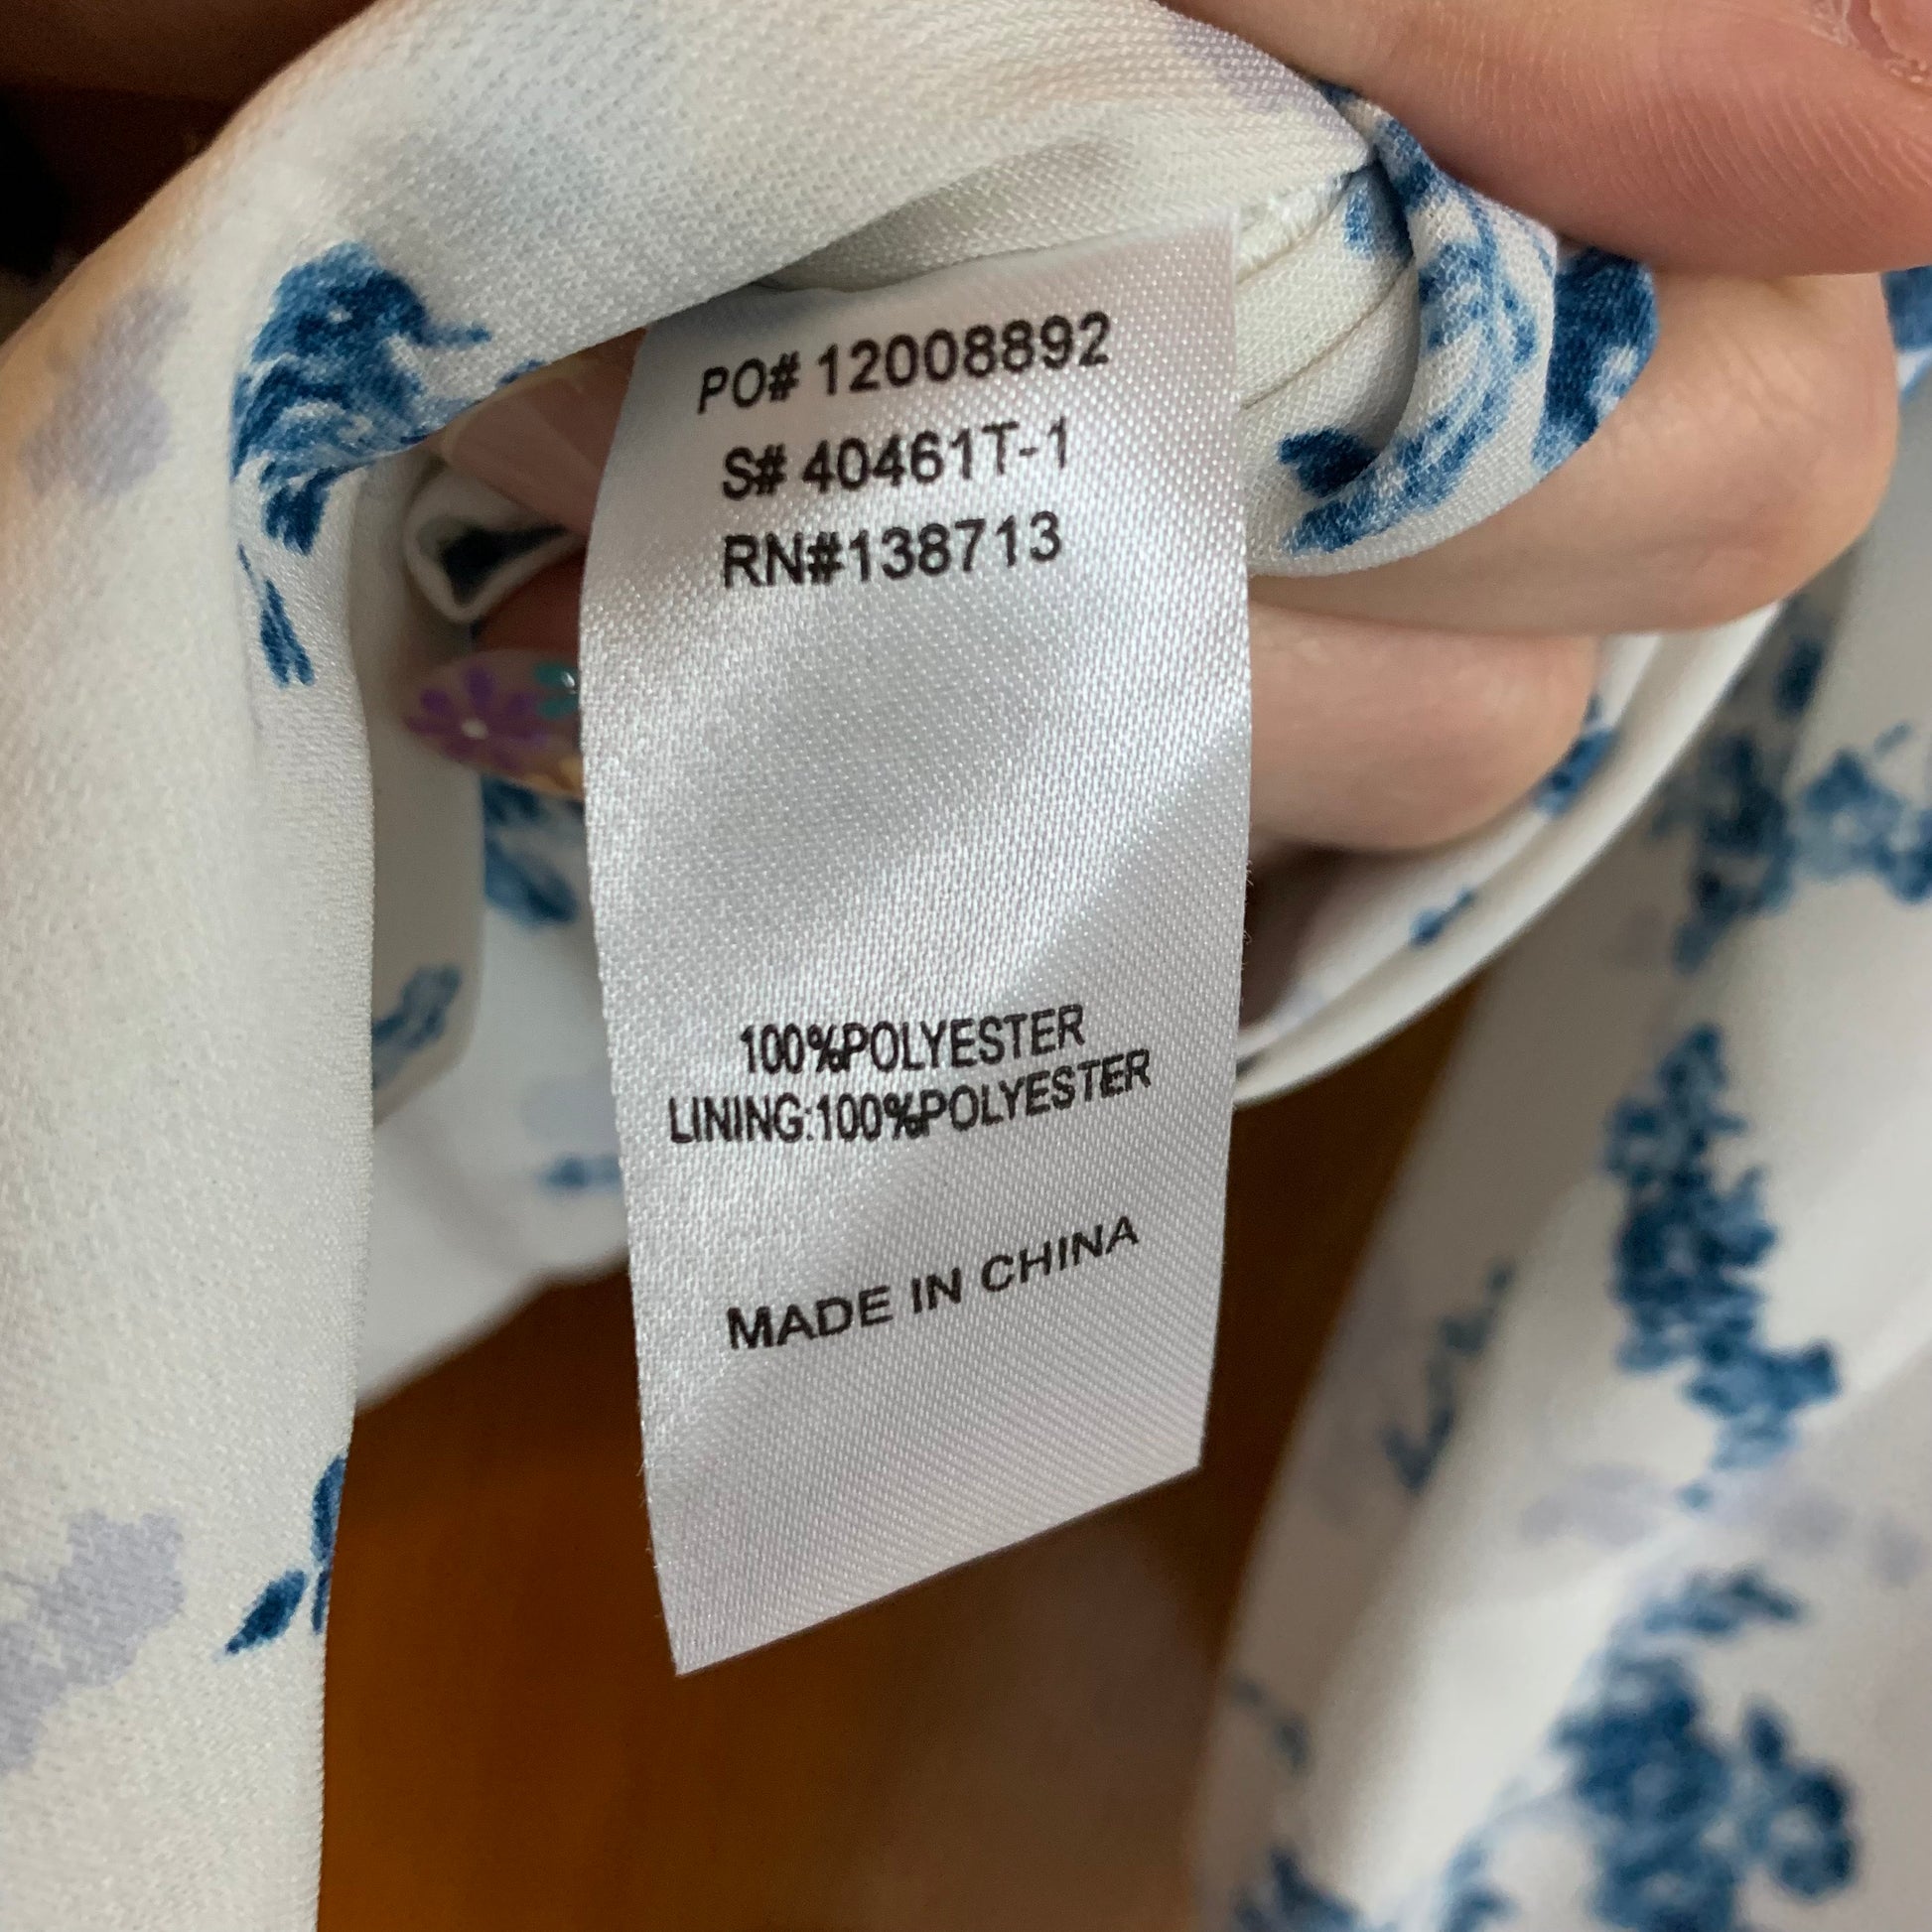 PO# 12008892
S# 40461T-1
RN#138713
100%POLYESTER
LINING:100%POLYESTER
MADE IN CHINA